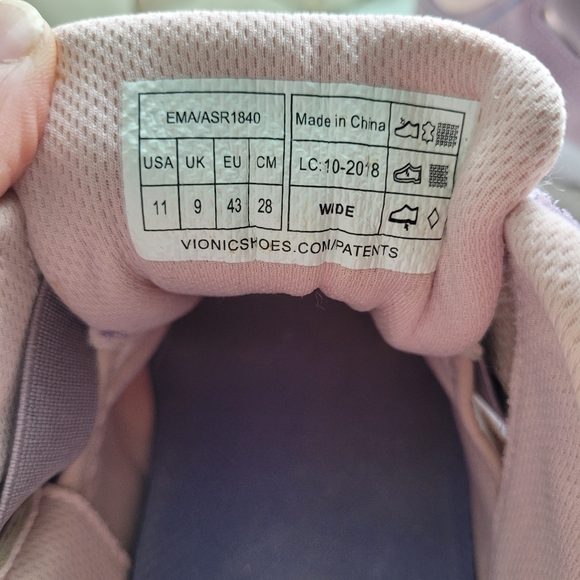 EMA/ASR1840
USA UK EU CM
11 9 43 28
Made in China
LC:10-2018
WIDE
VIONICSHOES.COM/PATENTS